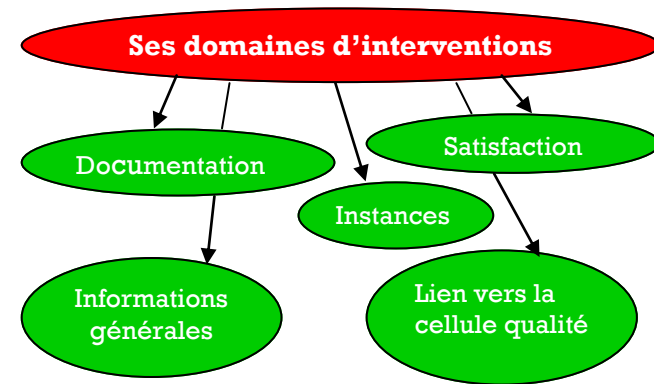 Ses domaines d’interventions
Documentation
Satisfaction
Instances
Informations
générales
Lien vers la
cellule qualité